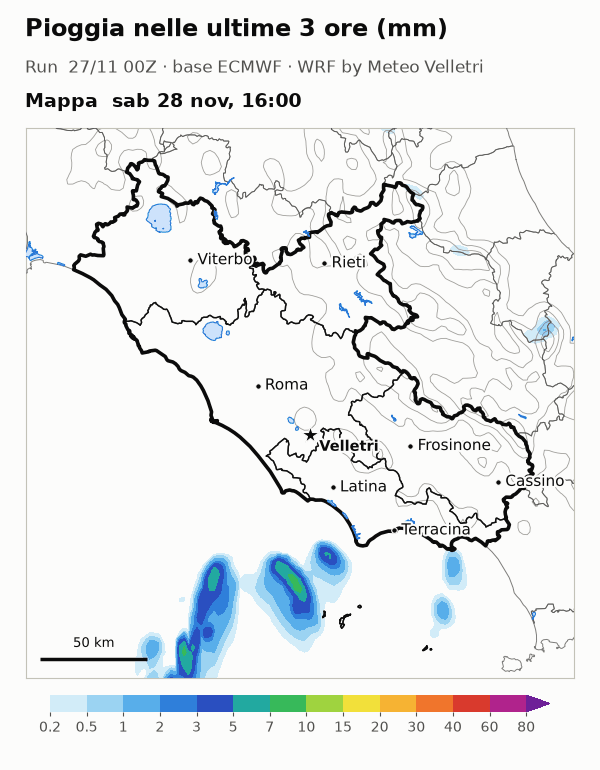 Pioggia nelle ultime 3 ore (mm)
Run  27/11 00Z · base ECMWF · WRF by Meteo Velletri
Mappa  sab 28 nov, 16:00
Viterbo
Rieti
Roma
Velletri
Frosinone
Cassino
Latina
Terracina
50 km
0.2 0.5 1 2 3 5 7 10 15 20 30 40 60 80